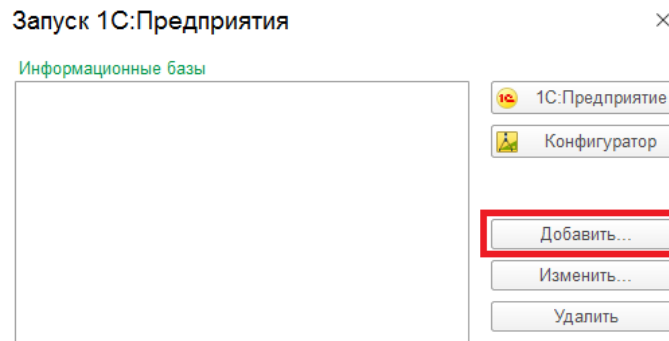 Запуск 1С:Предприятия
Информационные базы
1С:Предприятие
Конфигуратор
Добавить...
Изменить...
Удалить